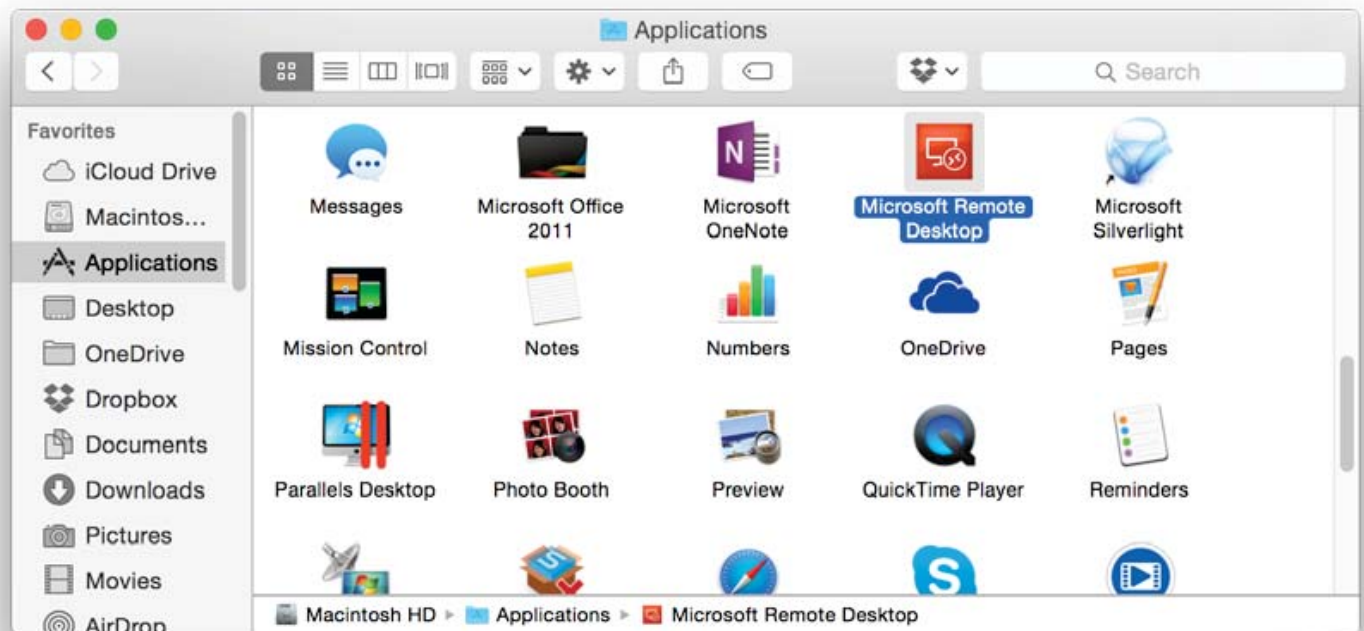 Applications
Search
Favorites
iCloud Drive
Macintos...
Applications
Desktop
OneDrive
Dropbox
Documents
Downloads
Pictures
Movies
AirDrop
Messages
Microsoft Office
2011
Microsoft
OneNote
Microsoft Remote
Desktop
Microsoft
Silverlight
Mission Control
Notes
Numbers
OneDrive
Pages
Parallels Desktop
Photo Booth
Preview
QuickTime Player
Reminders
Macintosh HD ▸ Applications ▸ Microsoft Remote Desktop